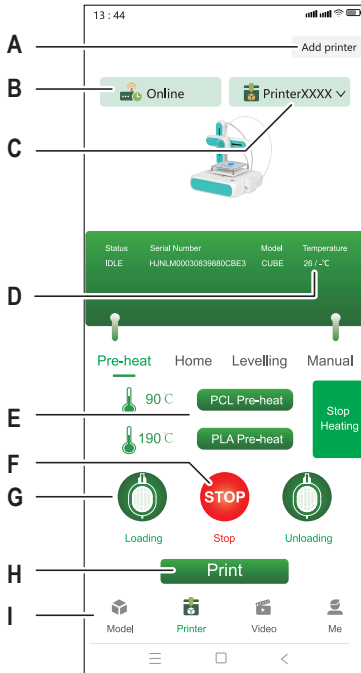 13 : 44
A
Add printer
B
Online
PrinterXXXX
C
Status Serial Number Model Temperature
IDLE HJNLM00030839880CBE3 CUBE 26 / -℃
D
Pre-heat Home Levelling Manual
90℃ PCL Pre-heat
E
Stop
Heating
190℃ PLA Pre-heat
F
STOP
G
Loading Stop Unloading
H
Print
I
Model Printer Video Me